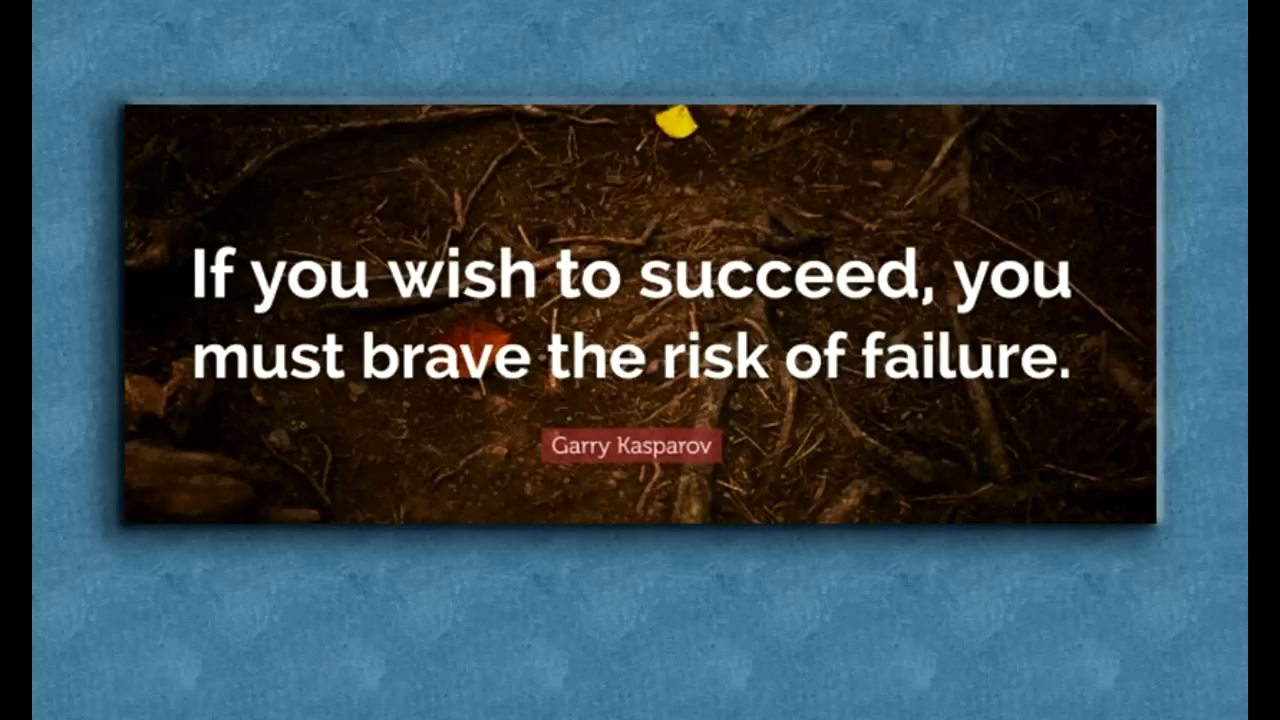 If you wish to succeed, you
must brave the risk of failure.
Garry Kasparov